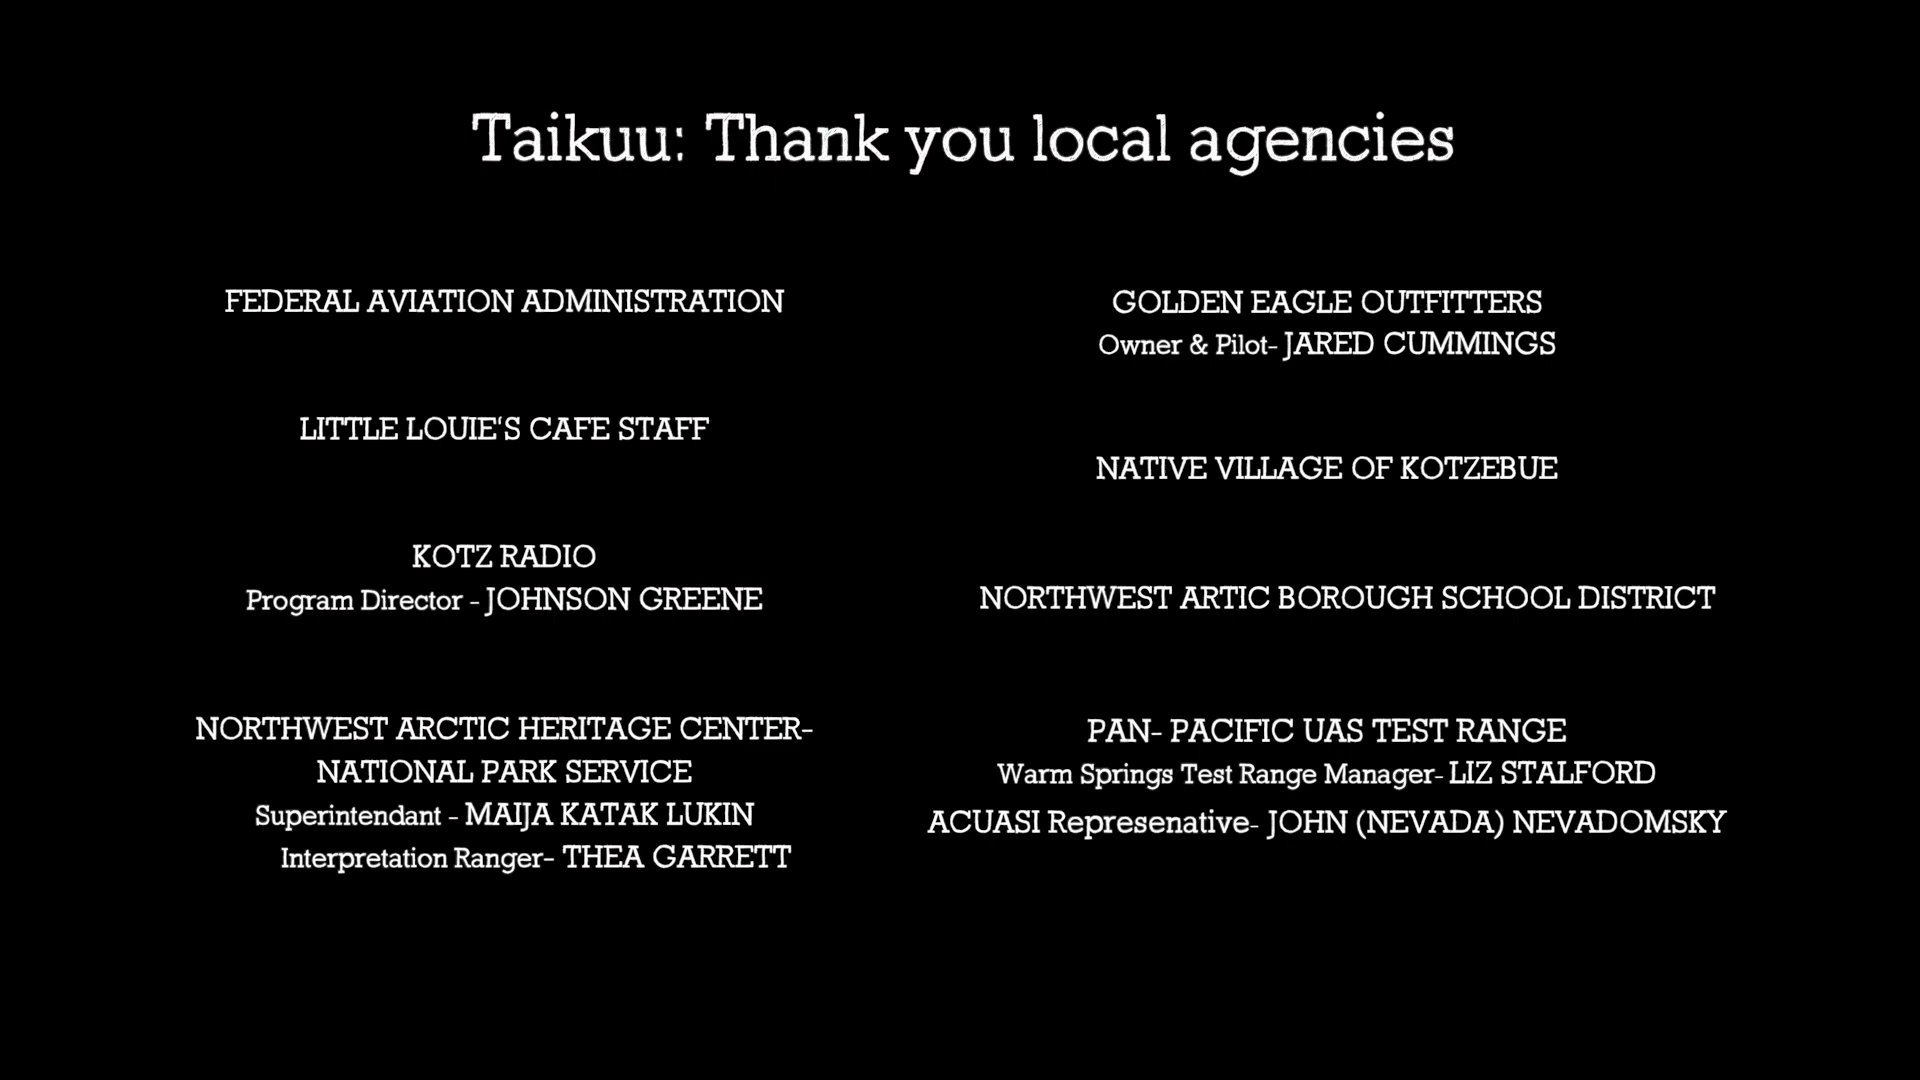 Taikuu: Thank you local agencies
FEDERAL AVIATION ADMINISTRATION
LITTLE LOUIE‘S CAFE STAFF
KOTZ RADIO
Program Director - JOHNSON GREENE
NORTHWEST ARCTIC HERITAGE CENTER-
NATIONAL PARK SERVICE
Superintendant - MAIJA KATAK LUKIN
Interpretation Ranger- THEA GARRETT
GOLDEN EAGLE OUTFITTERS
Owner & Pilot- JARED CUMMINGS
NATIVE VILLAGE OF KOTZEBUE
NORTHWEST ARTIC BOROUGH SCHOOL DISTRICT
PAN- PACIFIC UAS TEST RANGE
Warm Springs Test Range Manager- LIZ STALFORD
ACUASI Represenative- JOHN (NEVADA) NEVADOMSKY